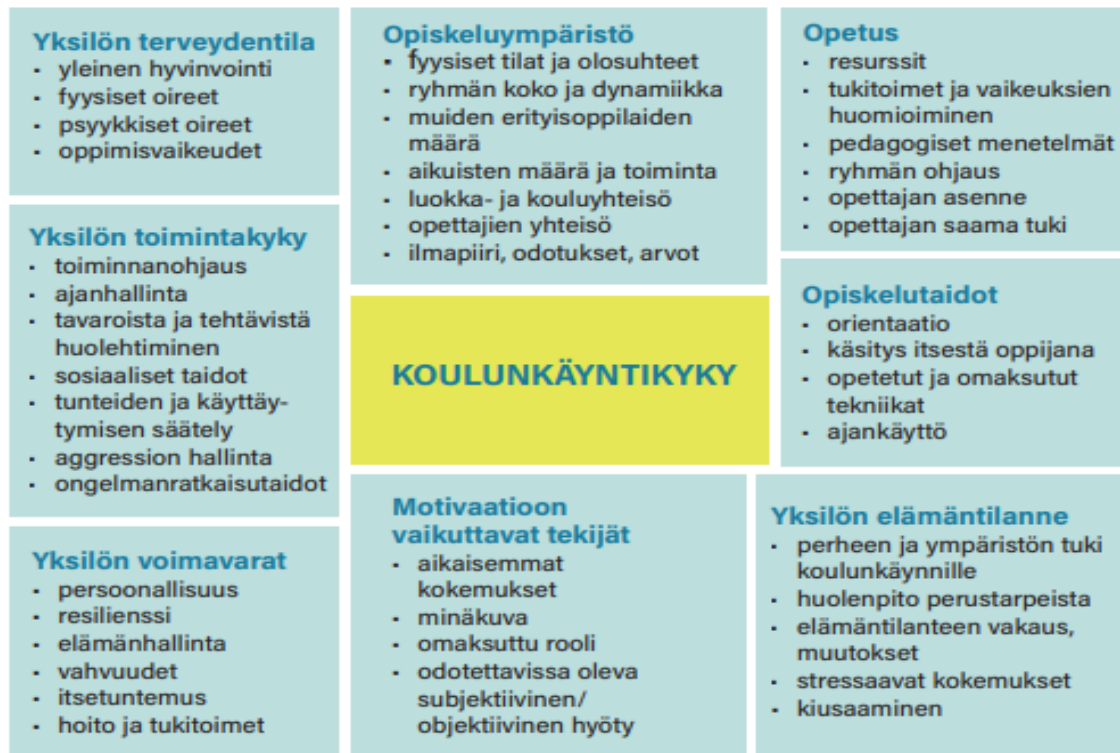 Yksilön terveydentila
• yleinen hyvinvointi
• fyysiset oireet
• psyykkiset oireet
• oppimisvaikeudet
Yksilön toimintakyky
• toiminnanohjaus
• ajanhallinta
• tavaroista ja tehtävistä
huolehtiminen
• sosiaaliset taidot
• tunteiden ja käyttäy-
tymisen säätely
• aggression hallinta
• ongelmanratkaisutaidot
Yksilön voimavarat
• persoonallisuus
• resilienssi
• elämänhallinta
• vahvuudet
• itsetuntemus
• hoito ja tukitoimet
Opiskeluympäristö
• fyysiset tilat ja olosuhteet
• ryhmän koko ja dynamiikka
• muiden erityisoppilaiden
määrä
• aikuisten määrä ja toiminta
• luokka- ja kouluyhteisö
• opettajien yhteisö
• ilmapiiri, odotukset, arvot
KOULUNKÄYNTIKYKY
Motivaatioon
vaikuttavat tekijät
• aikaisemmat
kokemukset
• minäkuva
• omaksuttu rooli
• odotettavissa oleva
subjektiivinen/
objektiivinen hyöty
Opetus
• resurssit
• tukitoimet ja vaikeuksien
huomioiminen
• pedagogiset menetelmät
• ryhmän ohjaus
• opettajan asenne
• opettajan saama tuki
Opiskelutaidot
• orientaatio
• käsitys itsestä oppijana
• opetetut ja omaksutut
tekniikat
• ajankäyttö
Yksilön elämäntilanne
• perheen ja ympäristön tuki
koulunkäynnille
• huolenpito perustarpeista
• elämäntilanteen vakaus,
muutokset
• stressaavat kokemukset
• kiusaaminen